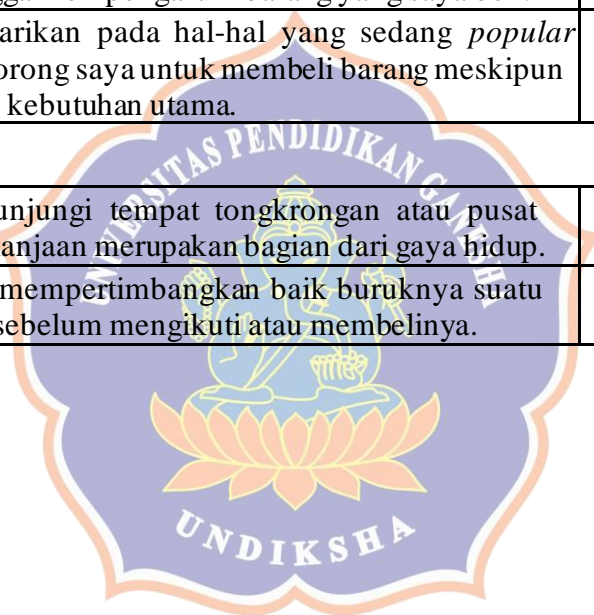 arikan pada hal-hal yang sedang popular
orong saya untuk membeli barang meskipun
kebutuhan utama.
UNIVERSITAS PENDIDIKAN GANESHA
unjungi tempat tongkrongan atau pusat
anjaan merupakan bagian dari gaya hidup.
mempertimbangkan baik buruknya suatu
sebelum mengikuti atau membelinya.
UNDIKSHA